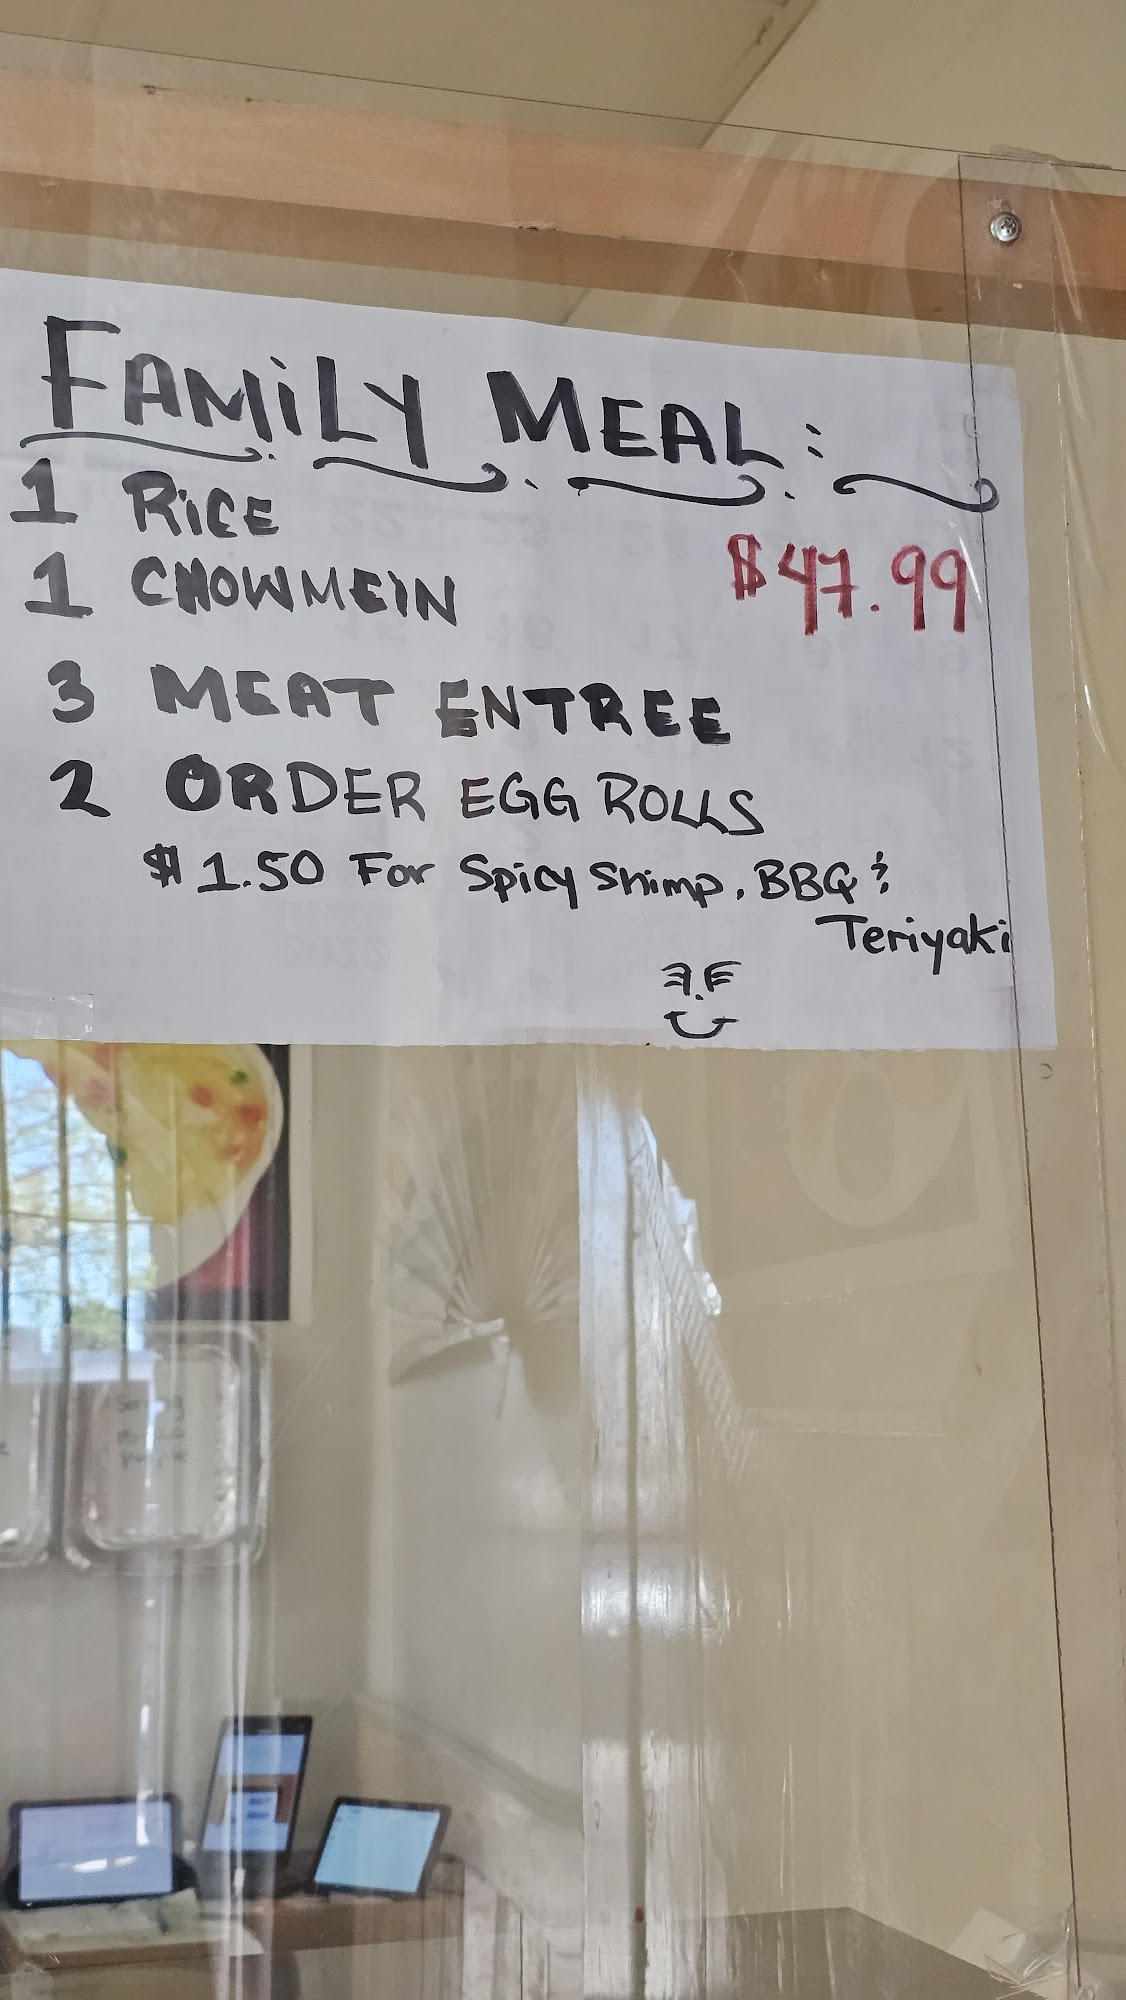 FAMiLY MEAL:
1 RiCE
$47.99
1 CHOWMEIN
3 MEAT ENTREE
2 ORDER EGG ROLLS
$1.50 For Spicy Shimp, BBQ &
Teriyaki